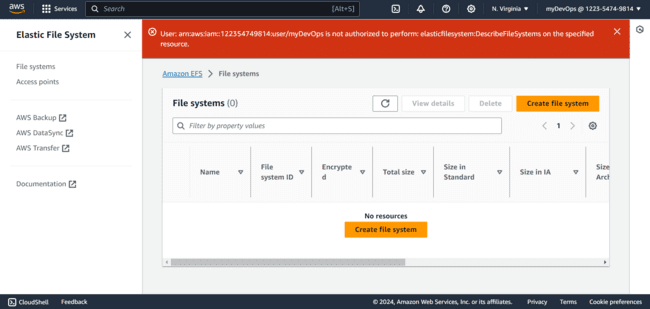 aws
Services
Search
[Alt+S]
N. Virginia
myDevOps @ 1223-5474-9814
Elastic File System
User: arn:aws:iam::122354749814:user/myDevOps is not authorized to perform: elasticfilesystem:DescribeFileSystems on the specified
resource.
File systems
Access points
AWS Backup
AWS DataSync
AWS Transfer
Documentation
Amazon EFS
File systems
File systems (0)
View details
Delete
Create file system
Filter by property values
1
Name
File
system ID
Encrypte
d
Total size
Size in
Standard
Size in IA
Size
Arch
No resources
Create file system
CloudShell
Feedback
© 2024, Amazon Web Services, Inc. or its affiliates.
Privacy
Terms
Cookie preferences